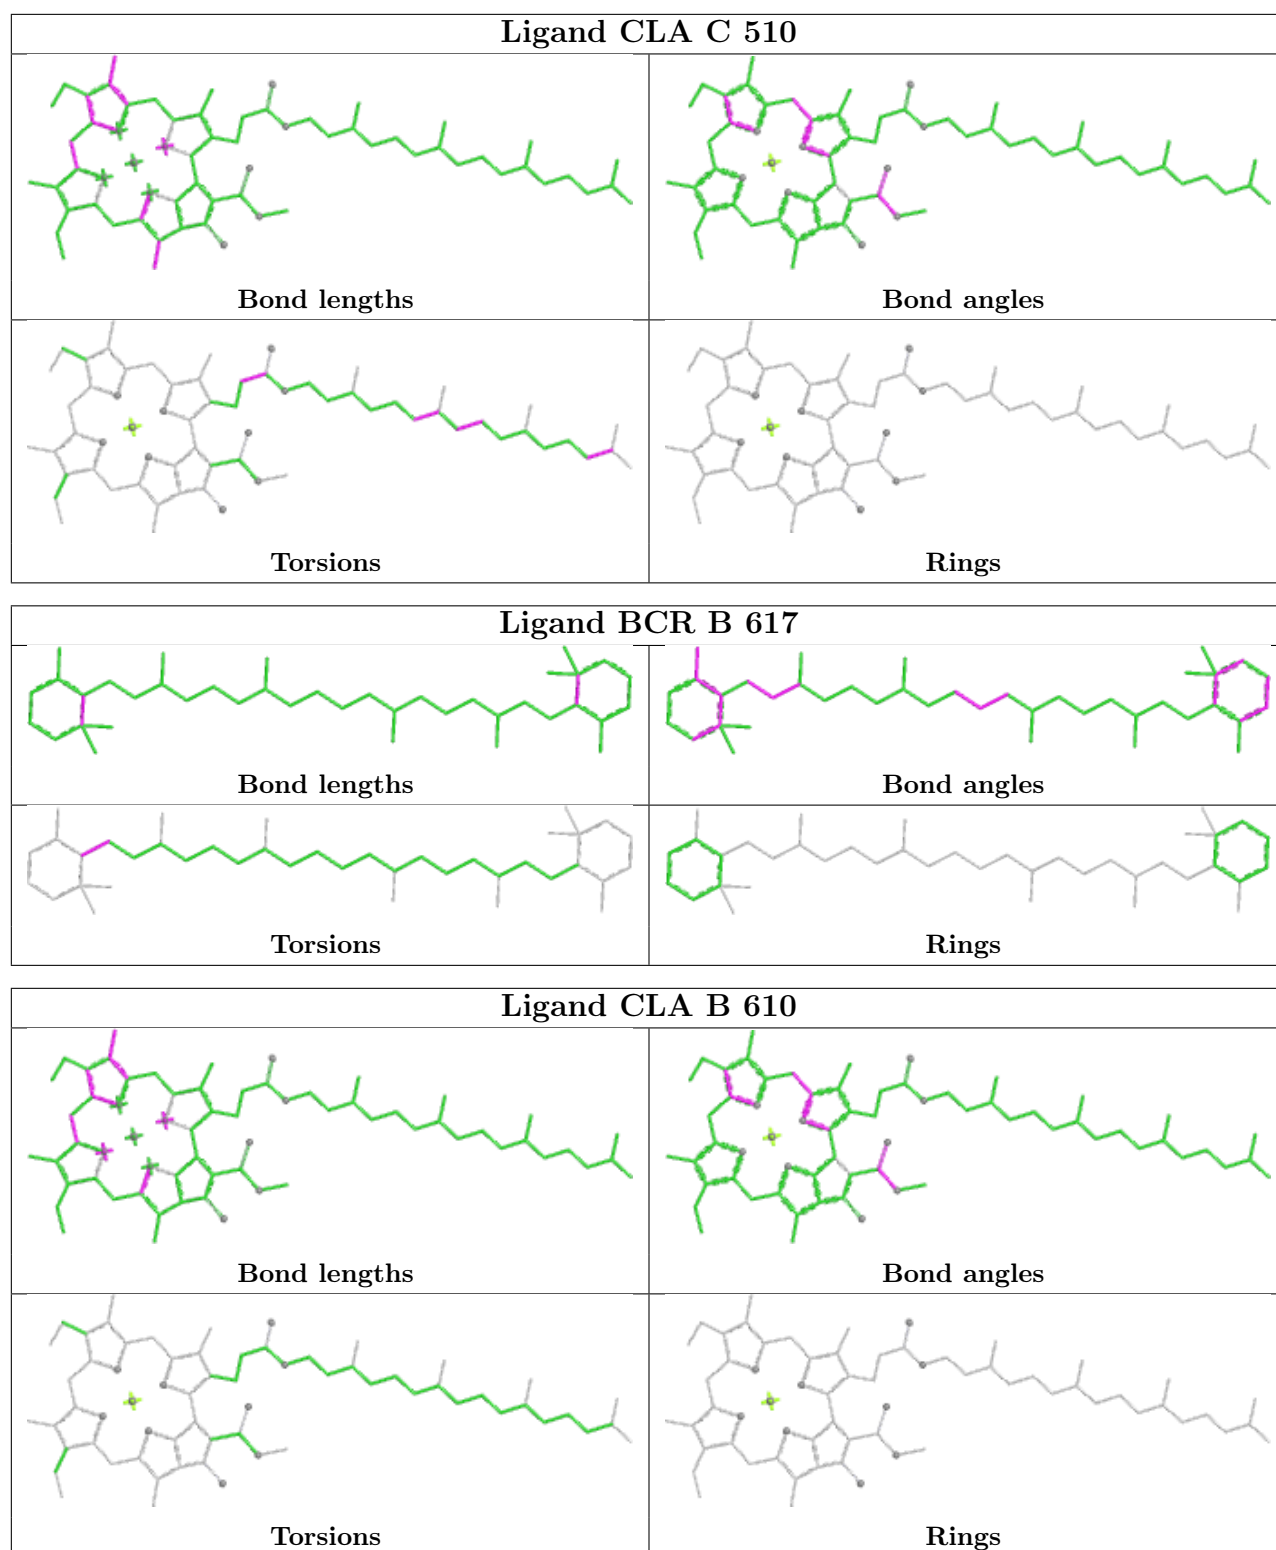 Ligand CLA C 510
Bond lengths
Bond angles
Torsions
Rings
Ligand BCR B 617
Bond lengths
Bond angles
Torsions
Rings
Ligand CLA B 610
Bond lengths
Bond angles
Torsions
Rings